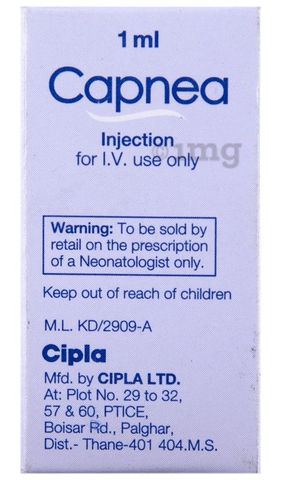 1 ml
Capnea
Injection
1mg
for I.V. use only
Warning: To be sold by
retail on the prescription
of a Neonatologist only.
Keep out of reach of children
M.L. KD/2909-A
Cipla
Mfd. by CIPLA LTD.
At: Plot No. 29 to 32,
57 & 60, PTICE,
Boisar Rd., Palghar,
Dist.- Thane-401 404.M.S.